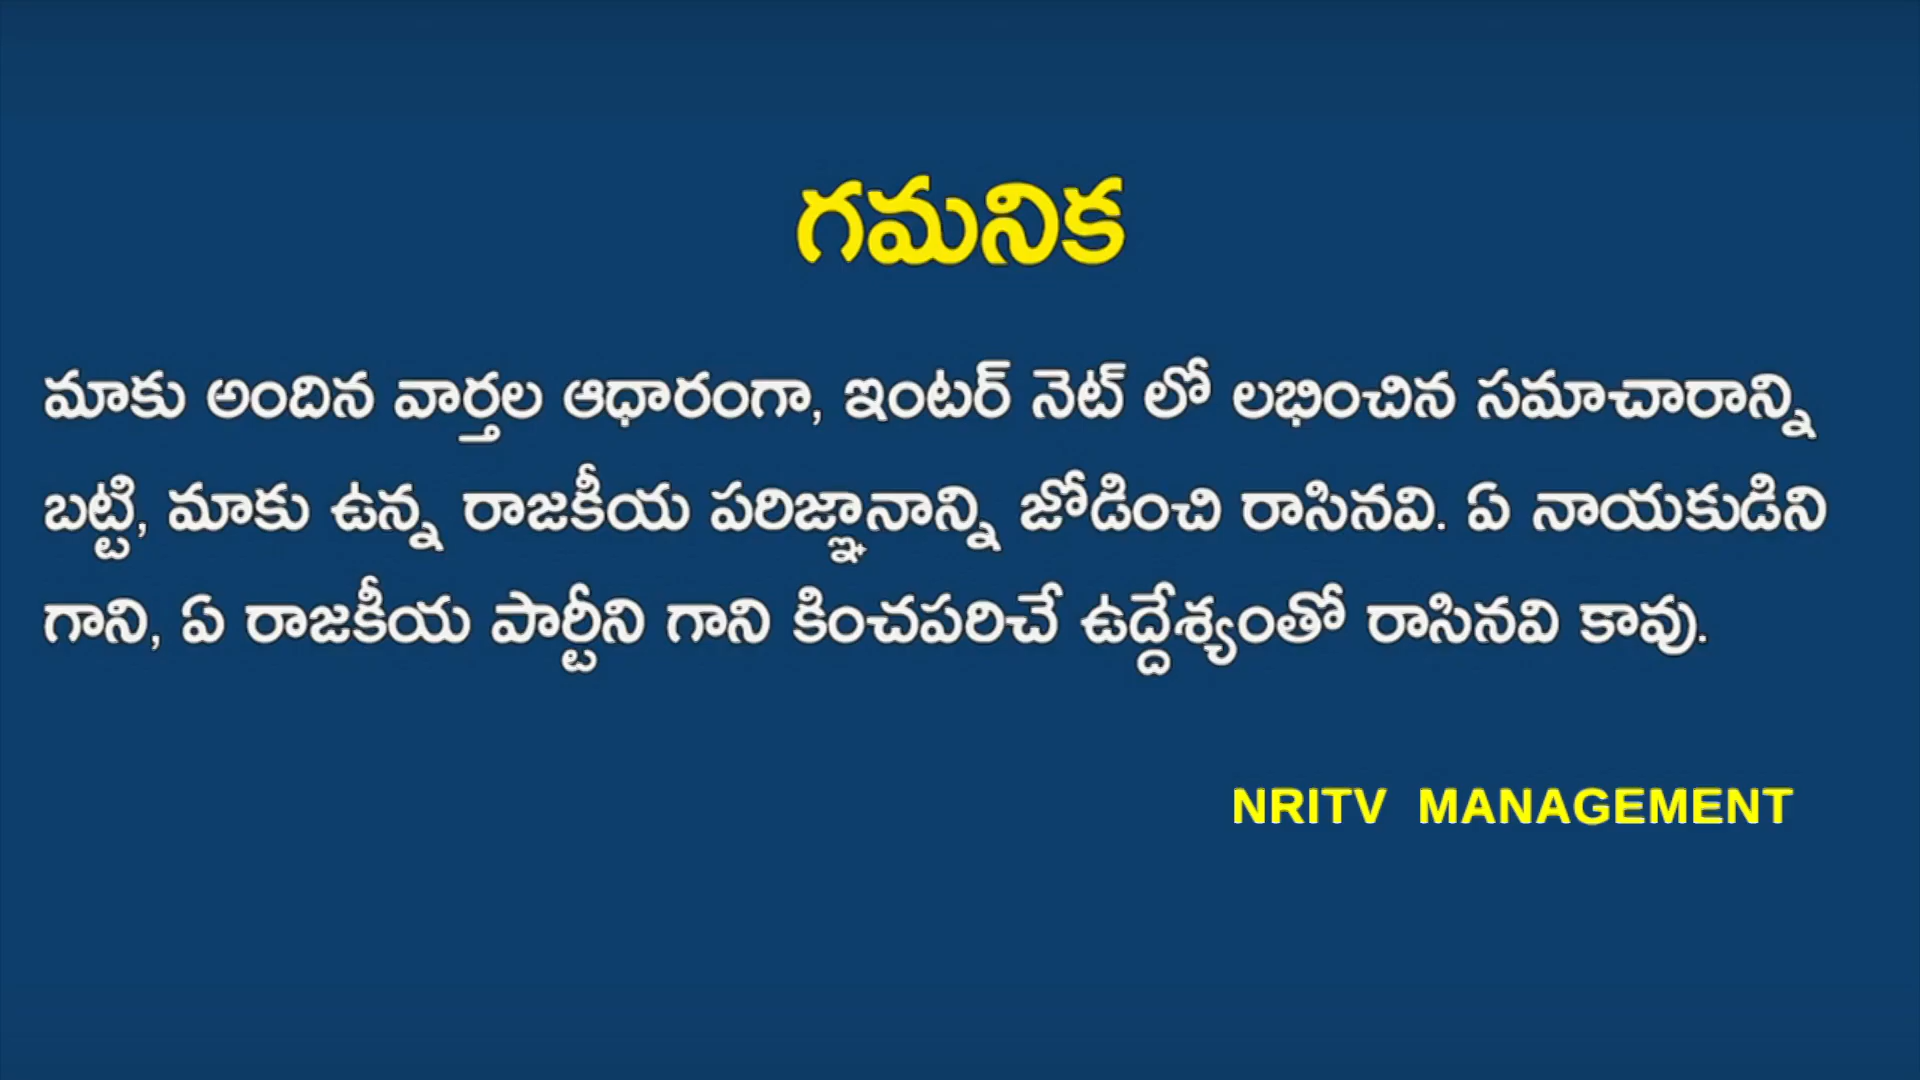 గమనిక
మాకు అందిన వార్తల ఆధారంగా, ఇంటర్ నెట్ లో లభించిన సమాచారాన్ని
బట్టి, మాకు ఉన్న రాజకీయ పరిజ్ఞానాన్ని జోడించి రాసినవి. ఏ నాయకుడిని
గాని, ఏ రాజకీయ పార్టీని గాని కించపరిచే ఉద్దేశ్యంతో రాసినవి కావు.
NRITV MANAGEMENT